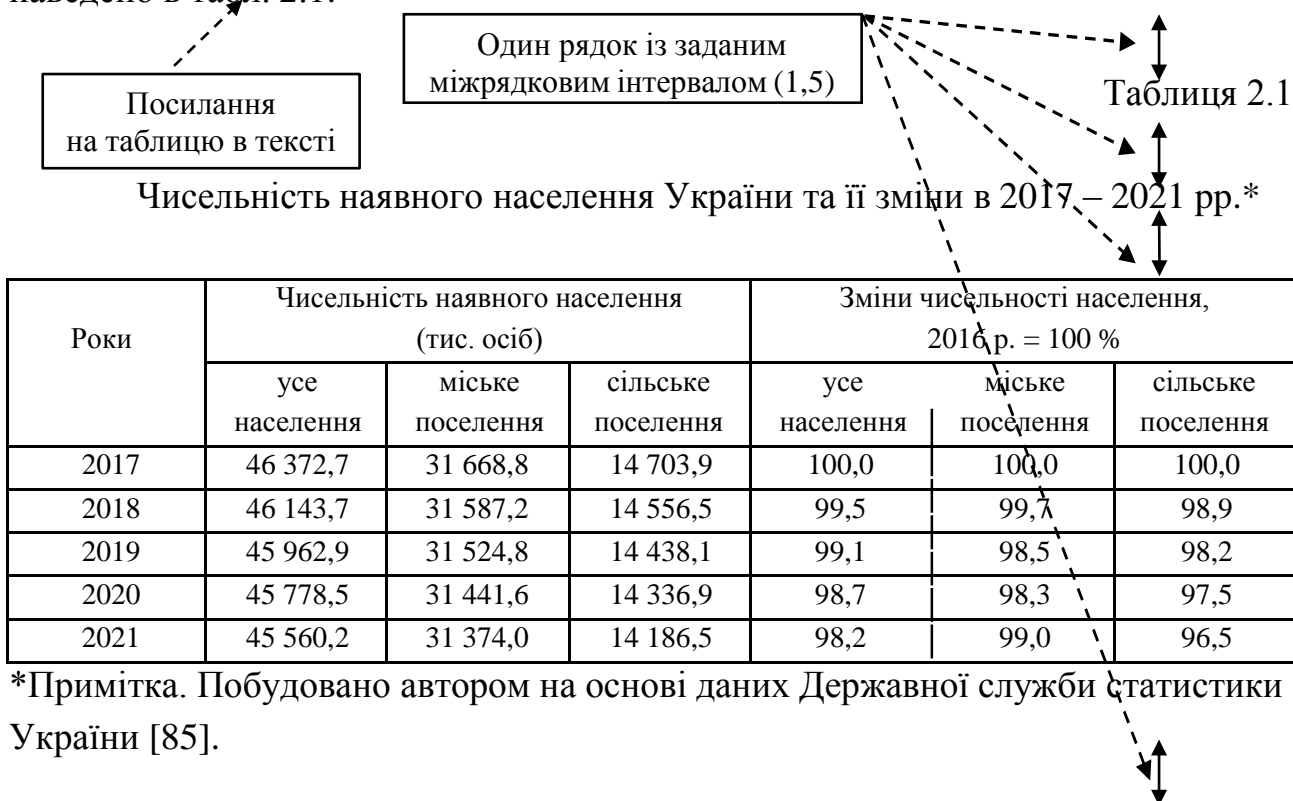 наведено в табл. 2.1.
Один рядок із заданим
міжрядковим інтервалом (1,5)
Посилання
на таблицю в тексті
Таблиця 2.1
Чисельність наявного населення України та її зміни в 2017 – 2021 рр.*
Роки Чисельність наявного населення (тис. осіб) Зміни чисельності населення, 2016 р. = 100 %
усе населення міське поселення сільське поселення усе населення міське поселення сільське поселення
2017 46 372,7 31 668,8 14 703,9 100,0 100,0 100,0
2018 46 143,7 31 587,2 14 556,5 99,5 99,7 98,9
2019 45 962,9 31 524,8 14 438,1 99,1 98,5 98,2
2020 45 778,5 31 441,6 14 336,9 98,7 98,3 97,5
2021 45 560,2 31 374,0 14 186,5 98,2 99,0 96,5
*Примітка. Побудовано автором на основі даних Державної служби статистики
України [85].